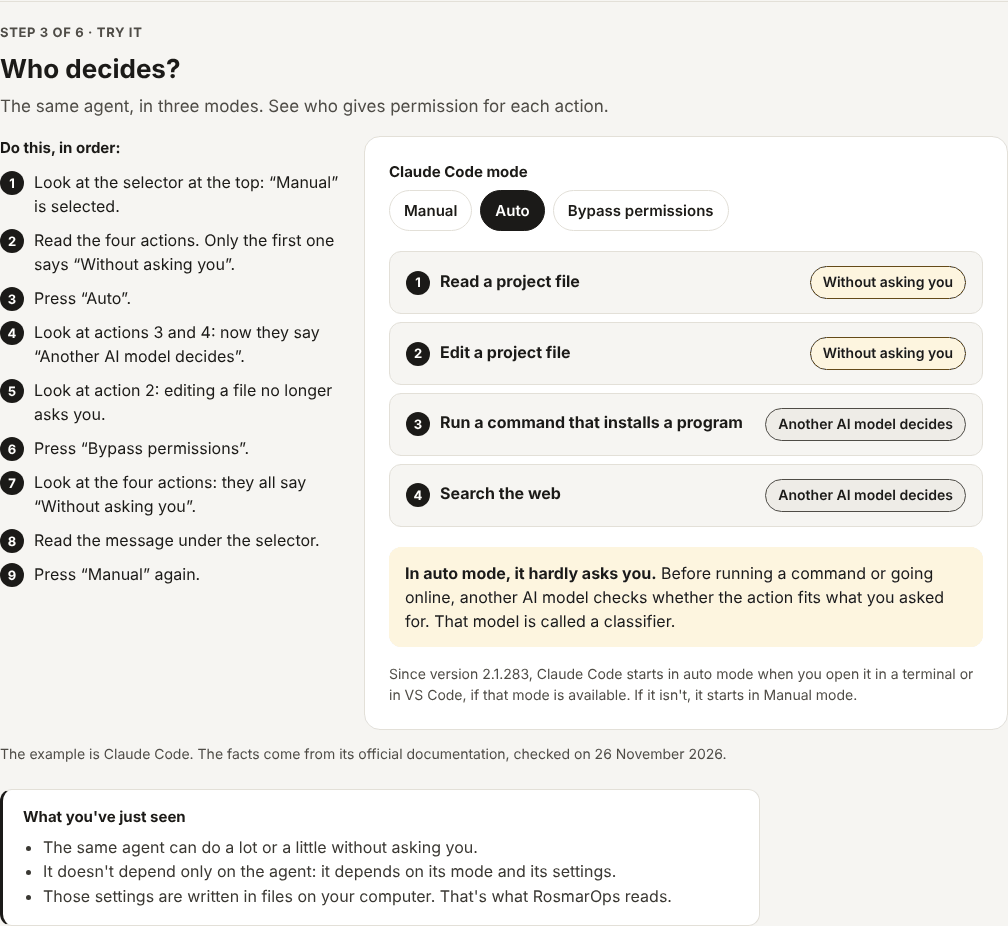 STEP 3 OF 6 · TRY IT
Who decides?
The same agent, in three modes. See who gives permission for each action.
Do this, in order:
1 Look at the selector at the top: “Manual”
is selected.
2 Read the four actions. Only the first one
says “Without asking you”.
3 Press “Auto”.
4 Look at actions 3 and 4: now they say
“Another AI model decides”.
5 Look at action 2: editing a file no longer
asks you.
6 Press “Bypass permissions”.
7 Look at the four actions: they all say
“Without asking you”.
8 Read the message under the selector.
9 Press “Manual” again.
Claude Code mode
Manual Auto Bypass permissions
1 Read a project file Without asking you
2 Edit a project file Without asking you
3 Run a command that installs a program Another AI model decides
4 Search the web Another AI model decides
In auto mode, it hardly asks you. Before running a command or going
online, another AI model checks whether the action fits what you asked
for. That model is called a classifier.
Since version 2.1.283, Claude Code starts in auto mode when you open it in a terminal or
in VS Code, if that mode is available. If it isn't, it starts in Manual mode.
The example is Claude Code. The facts come from its official documentation, checked on 26 November 2026.
What you've just seen
• The same agent can do a lot or a little without asking you.
• It doesn't depend only on the agent: it depends on its mode and its settings.
• Those settings are written in files on your computer. That's what RosmarOps reads.